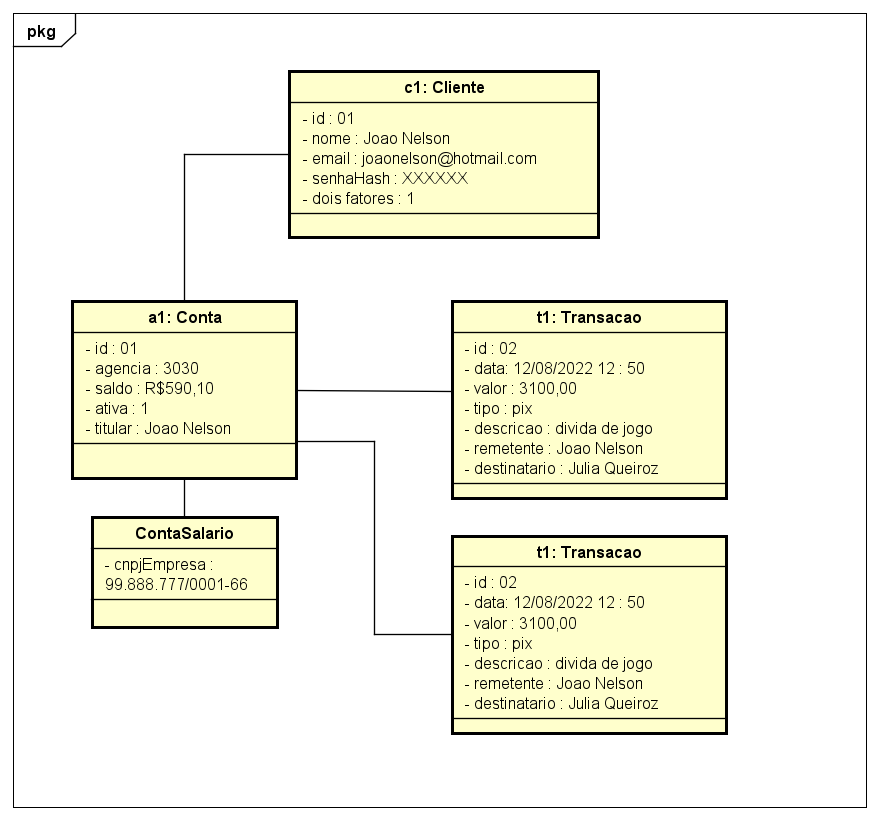 pkg
c1: Cliente
- id : 01
- nome : Joao Nelson
- email : joaonelson@hotmail.com
- senhaHash : XXXXXX
- dois fatores : 1
a1: Conta
- id : 01
- agencia : 3030
- saldo : R$590,10
- ativa : 1
- titular : Joao Nelson
t1: Transacao
- id : 02
- data: 12/08/2022 12 : 50
- valor : 3100,00
- tipo : pix
- descricao : divida de jogo
- remetente : Joao Nelson
- destinatario : Julia Queiroz
ContaSalario
- cnpjEmpresa :
99.888.777/0001-66
t1: Transacao
- id : 02
- data: 12/08/2022 12 : 50
- valor : 3100,00
- tipo : pix
- descricao : divida de jogo
- remetente : Joao Nelson
- destinatario : Julia Queiroz